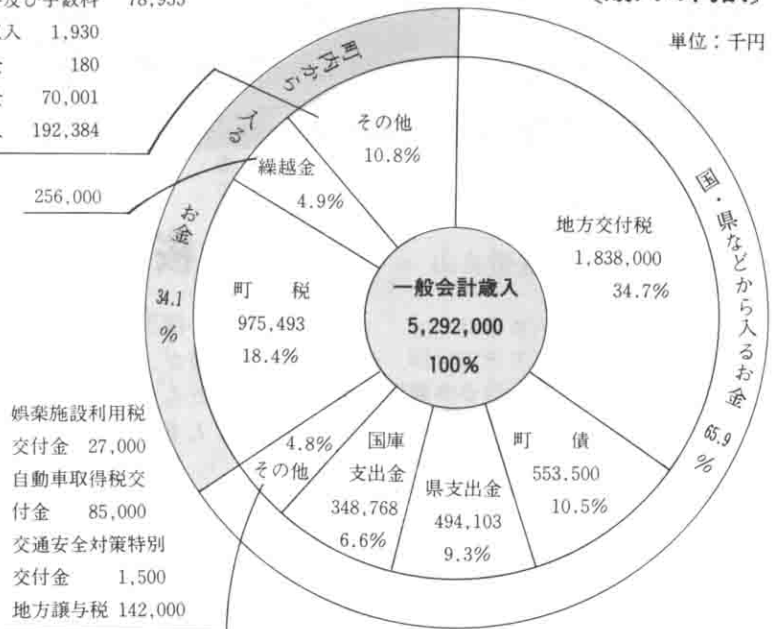 及び手数料 78,955
入 1,930
180
70,001
192,384
単位：千円
256,000
町内から入るお金 34.1%
国・県などから入るお金 65.9%
その他
10.8%
繰越金
4.9%
地方交付税
1,838,000
34.7%
町 税
975,493
18.4%
一般会計歳入
5,292,000
100%
4.8%
その他
国庫
支出金
348,768
6.6%
県支出金
494,103
9.3%
町 債
553,500
10.5%
娯楽施設利用税
交付金 27,000
自動車取得税交
付金 85,000
交通安全対策特別
交付金 1,500
地方譲与税 142,000